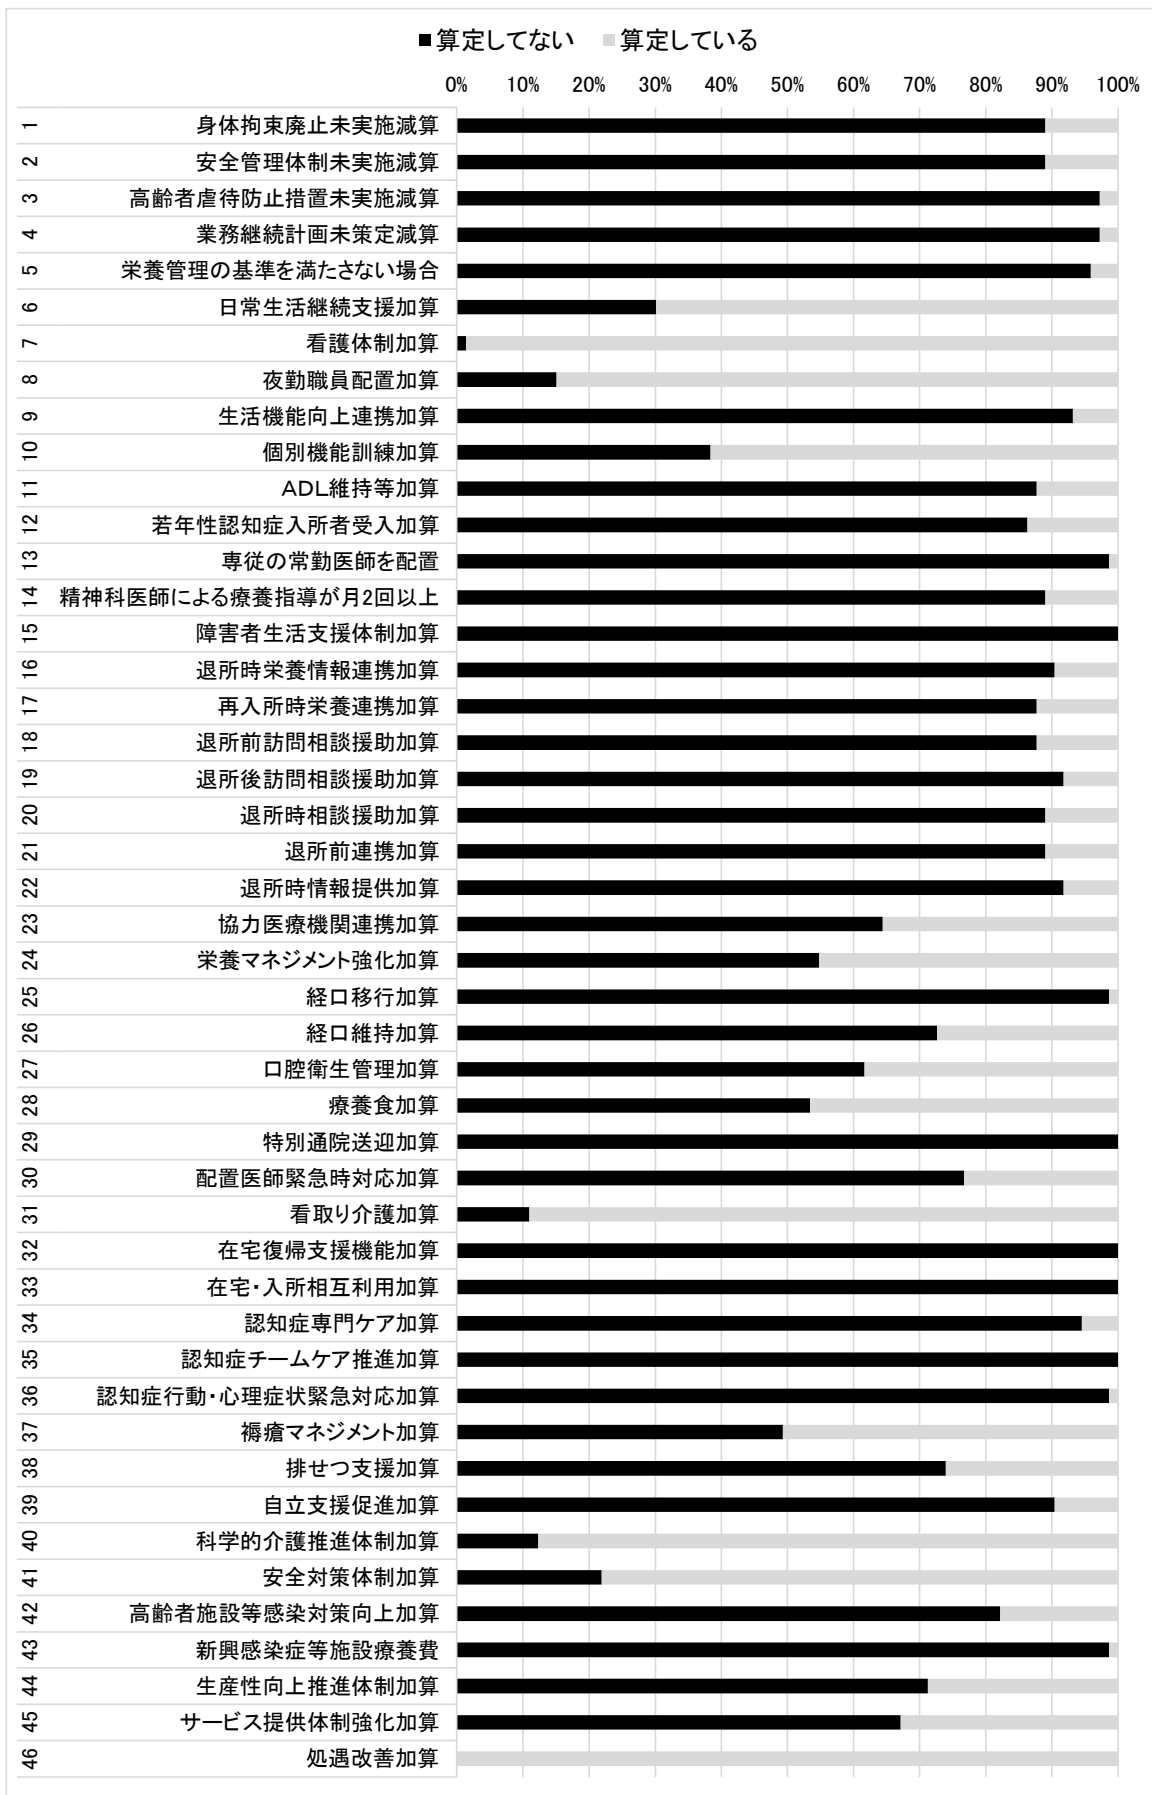 ■算定してない ■算定している
0% 10% 20% 30% 40% 50% 60% 70% 80% 90% 100%
1 身体拘束廃止未実施減算
2 安全管理体制未実施減算
3 高齢者虐待防止措置未実施減算
4 業務継続計画未策定減算
5 栄養管理の基準を満たさない場合
6 日常生活継続支援加算
7 看護体制加算
8 夜勤職員配置加算
9 生活機能向上連携加算
10 個別機能訓練加算
11 ADL維持等加算
12 若年性認知症入所者受入加算
13 専従の常勤医師を配置
14 精神科医師による療養指導が月2回以上
15 障害者生活支援体制加算
16 退所時栄養情報連携加算
17 再入所時栄養連携加算
18 退所前訪問相談援助加算
19 退所後訪問相談援助加算
20 退所時相談援助加算
21 退所前連携加算
22 退所時情報提供加算
23 協力医療機関連携加算
24 栄養マネジメント強化加算
25 経口移行加算
26 経口維持加算
27 口腔衛生管理加算
28 療養食加算
29 特別通院送迎加算
30 配置医師緊急時対応加算
31 看取り介護加算
32 在宅復帰支援機能加算
33 在宅・入所相互利用加算
34 認知症専門ケア加算
35 認知症チームケア推進加算
36 認知症行動・心理症状緊急対応加算
37 褥瘡マネジメント加算
38 排せつ支援加算
39 自立支援促進加算
40 科学的介護推進体制加算
41 安全対策体制加算
42 高齢者施設等感染対策向上加算
43 新興感染症等施設療養費
44 生産性向上推進体制加算
45 サービス提供体制強化加算
46 処遇改善加算